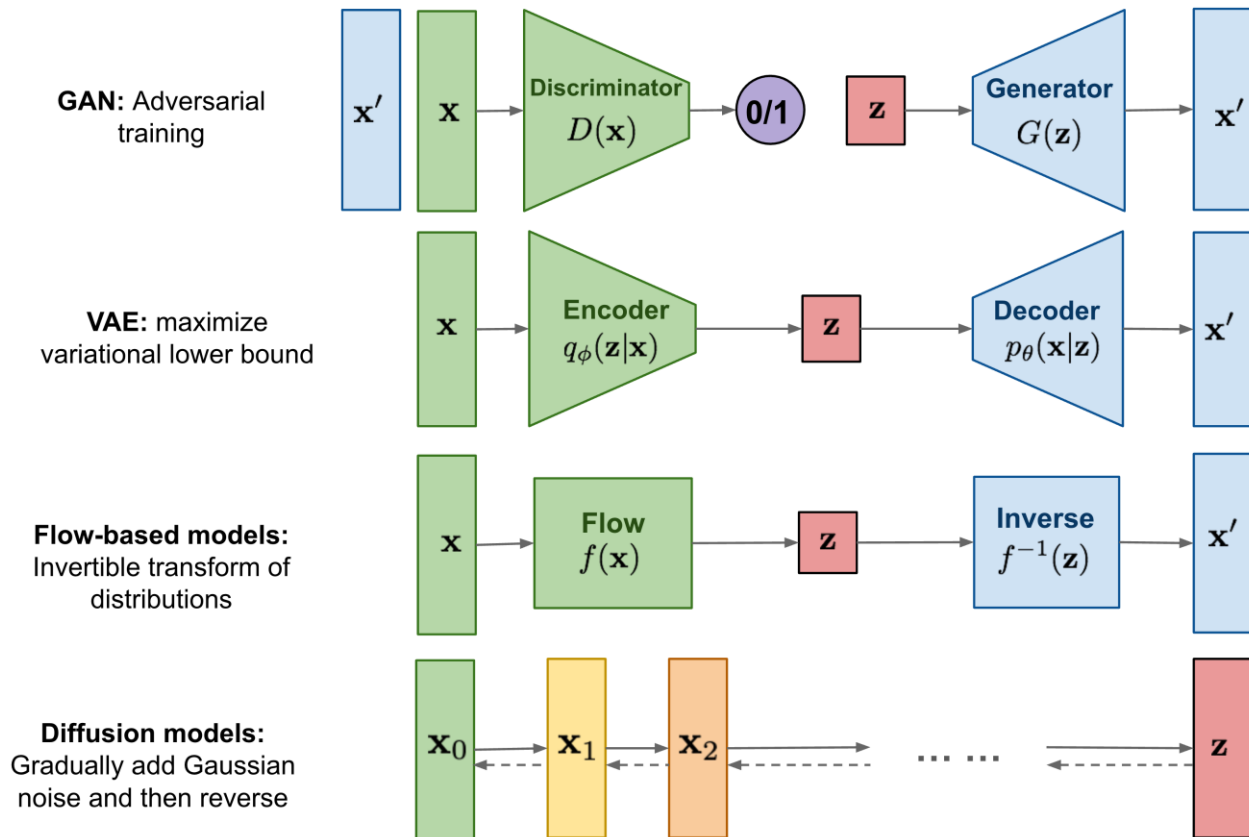 GAN: Adversarial
training
x′
x
Discriminator
D(x)
0/1
z
Generator
G(z)
x′
VAE: maximize
variational lower bound
x
Encoder
qϕ(z|x)
z
Decoder
pθ(x|z)
x′
Flow-based models:
Invertible transform of
distributions
x
Flow
f(x)
z
Inverse
f⁻¹(z)
x′
Diffusion models:
Gradually add Gaussian
noise and then reverse
x₀
x₁
x₂
... ...
z